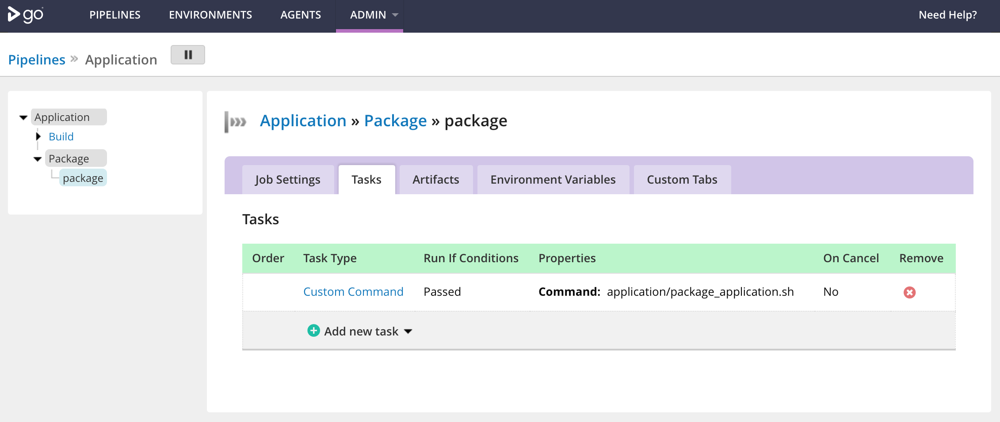 go PIPELINES ENVIRONMENTS AGENTS ADMIN Need Help?
Pipelines » Application
Application
Build
Package
package
Application » Package » package
Job Settings Tasks Artifacts Environment Variables Custom Tabs
Tasks
Order Task Type Run If Conditions Properties On Cancel Remove
Custom Command Passed Command: application/package_application.sh No
Add new task